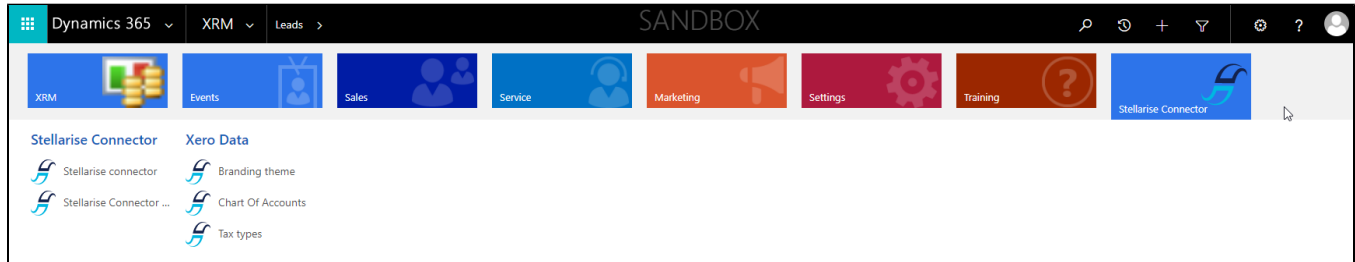 Dynamics 365 XRM Leads SANDBOX ?
XRM Events Sales Service Marketing Settings Training ? Stellarise Connector
Stellarise Connector Xero Data
Stellarise connector Branding theme
Stellarise Connector ... Chart Of Accounts
Tax types